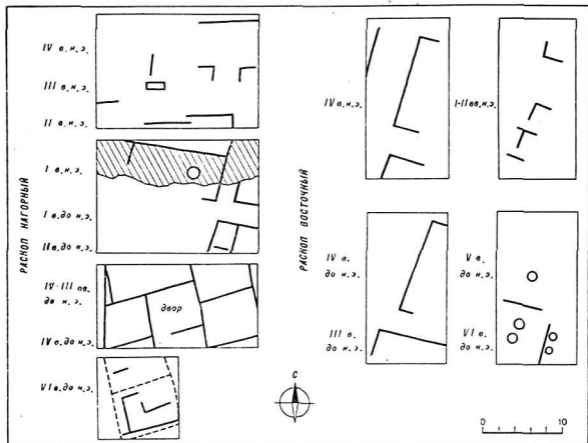 РАСКОП НАГОРНЫЙ
IV в. н. э.
III в. н. э.
II в. н. э.
I в. н. э.
I в. до н. э.
II в. до н. э.
IV-III вв.
до н. э.
IV в. до н. э.
двор
VI в. до н. э.
РАСКОП ВОСТОЧНЫЙ
IV в. н. э.
I-II вв. н. э.
IV в.
до н. э.
III в.
до н. э.
V в.
до н. э.
VI в.
до н. э.
С
0 10